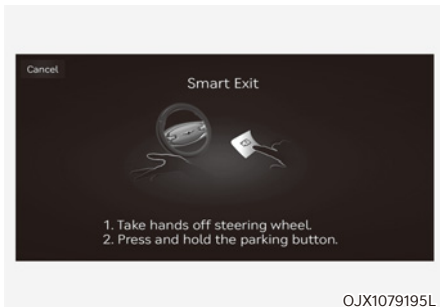 Cancel
Smart Exit
1. Take hands off steering wheel.
2. Press and hold the parking button.
OJX1079195L